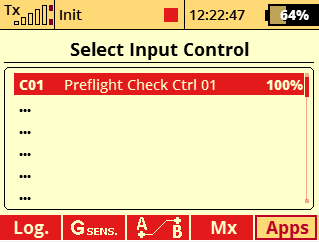 Tx Init 12:22:47 64%
Select Input Control
C01 Preflight Check Ctrl 01 100%
...
...
...
...
...
Log. G SENS. A B Mx Apps